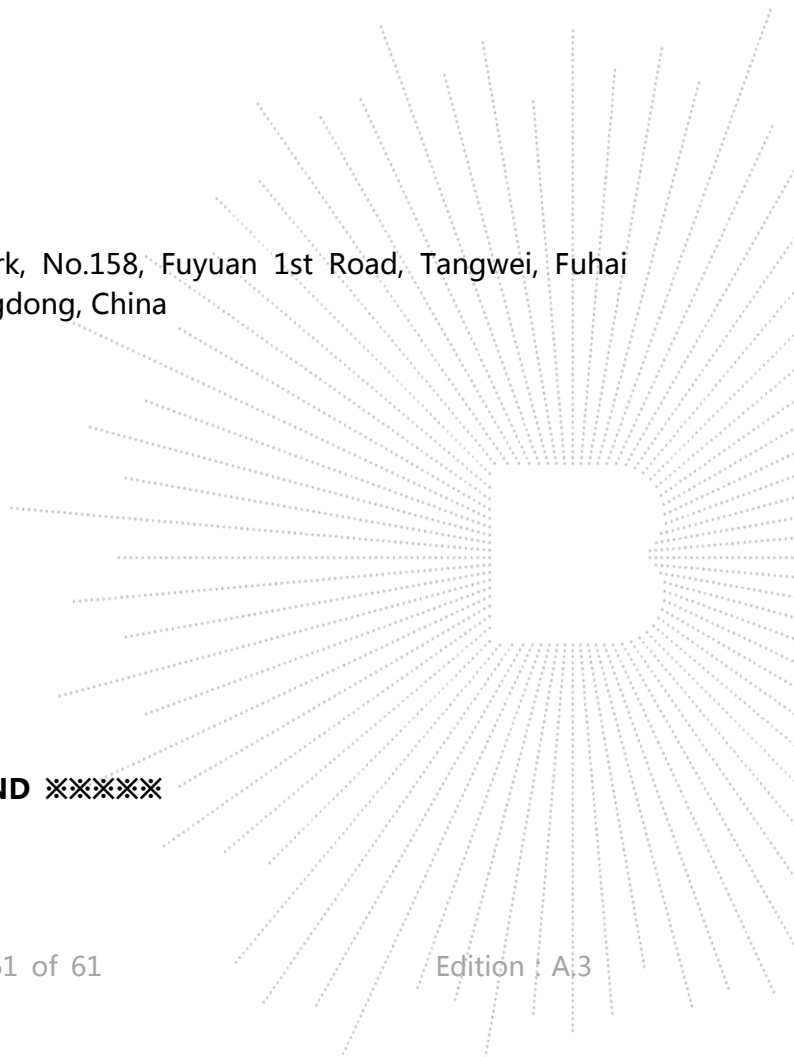 rk, No.158, Fuyuan 1st Road, Tangwei, Fuhai
gdong, China
ND ※※※※※
1 of 61 Edition : A.3